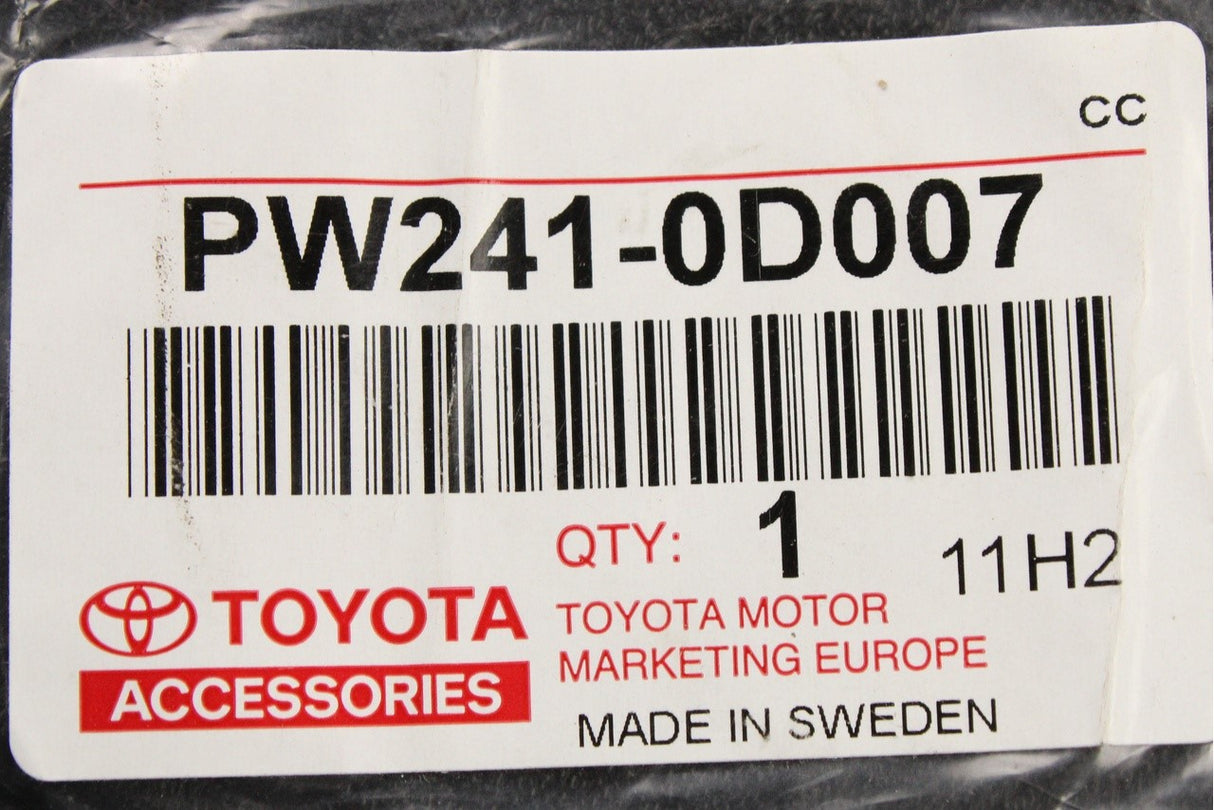 CC
PW241-0D007
QTY: 1
11H2
TOYOTA
ACCESSORIES
TOYOTA MOTOR
MARKETING EUROPE
MADE IN SWEDEN